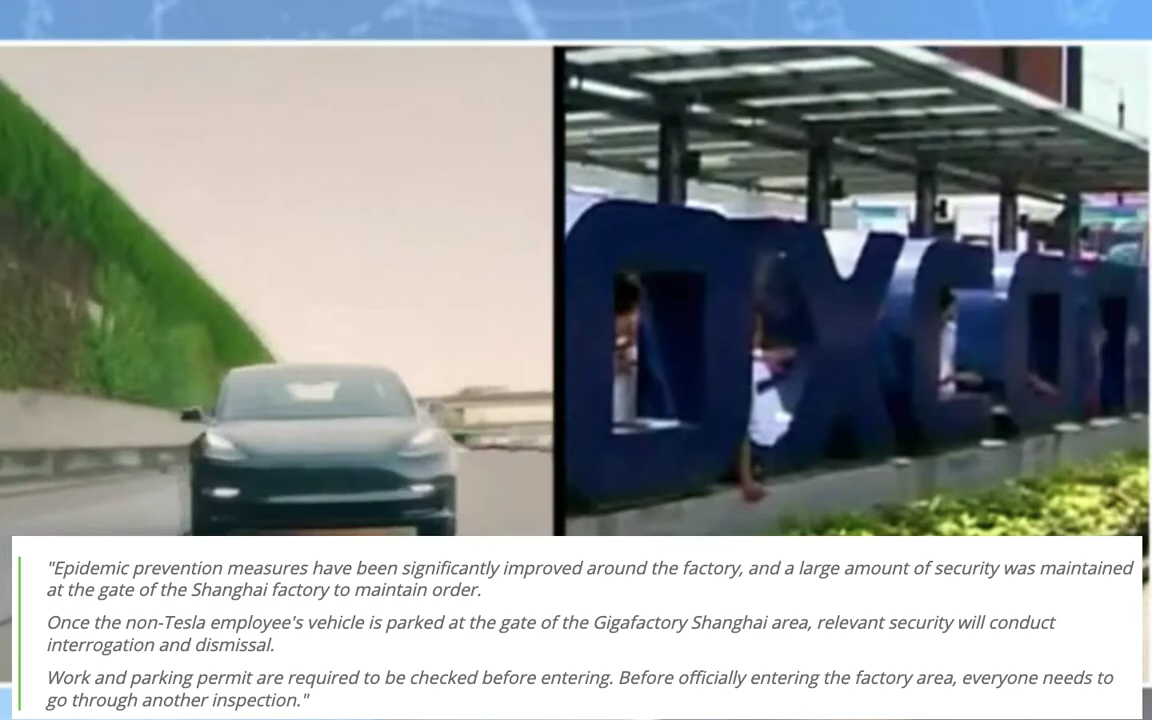 OXCO
"Epidemic prevention measures have been significantly improved around the factory, and a large amount of security was maintained
at the gate of the Shanghai factory to maintain order.
Once the non-Tesla employee's vehicle is parked at the gate of the Gigafactory Shanghai area, relevant security will conduct
interrogation and dismissal.
Work and parking permit are required to be checked before entering. Before officially entering the factory area, everyone needs to
go through another inspection."